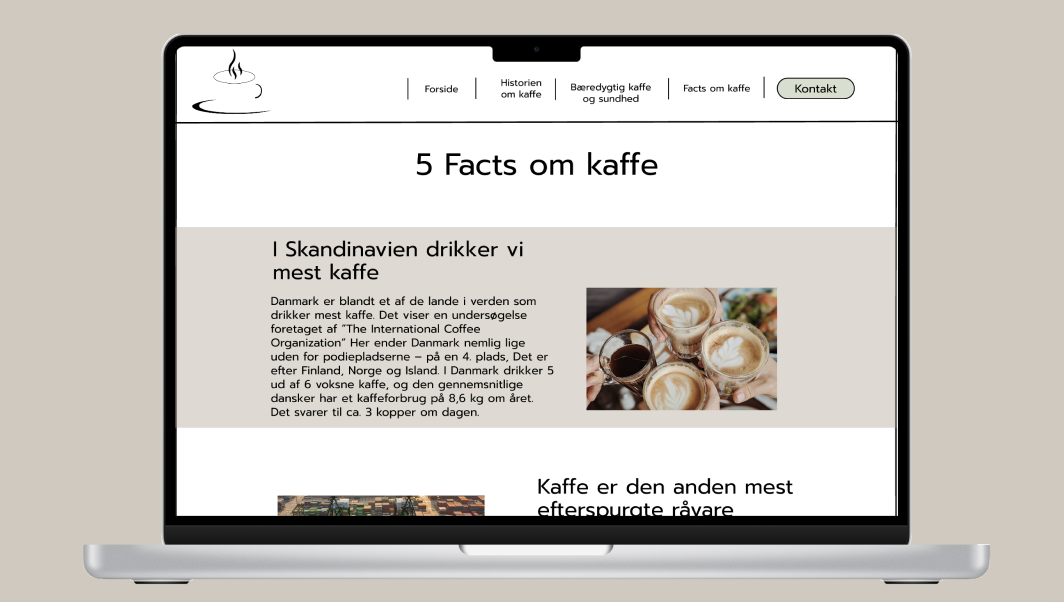 Forside
Historien
om kaffe
Bæredygtig kaffe
og sundhed
Facts om kaffe
Kontakt
5 Facts om kaffe
I Skandinavien drikker vi
mest kaffe
Danmark er blandt et af de lande i verden som
drikker mest kaffe. Det viser en undersøgelse
foretaget af “The International Coffee
Organization” Her ender Danmark nemlig lige
uden for podiepladserne – på en 4. plads, Det er
efter Finland, Norge og Island. I Danmark drikker 5
ud af 6 voksne kaffe, og den gennemsnitlige
dansker har et kaffeforbrug på 8,6 kg om året.
Det svarer til ca. 3 kopper om dagen.
Kaffe er den anden mest
efterspurgte råvare